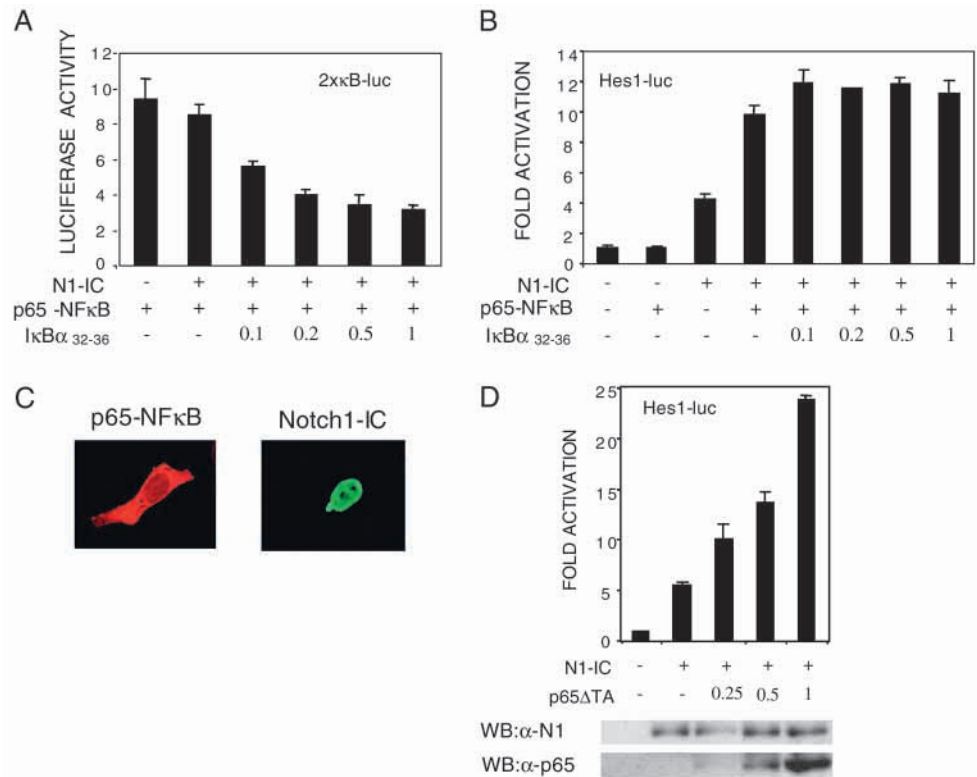 A
LUCIFERASE ACTIVITY
12
10
8
6
4
2
0
2xκB-luc
N1-IC - + + + + +
p65 -NFκB + + + + + +
IκBα 32-36 - - 0.1 0.2 0.5 1
B
FOLD ACTIVATION
14
12
10
8
6
4
2
0
Hes1-luc
N1-IC - - + + + + + +
p65-NFκB - + - + + + + +
IκBα 32-36 - - - - 0.1 0.2 0.5 1
C
p65-NFκB
Notch1-IC
D
FOLD ACTIVATION
25
20
15
10
5
0
Hes1-luc
N1-IC - + + + +
p65ΔTA - - 0.25 0.5 1
WB:α-N1
WB:α-p65